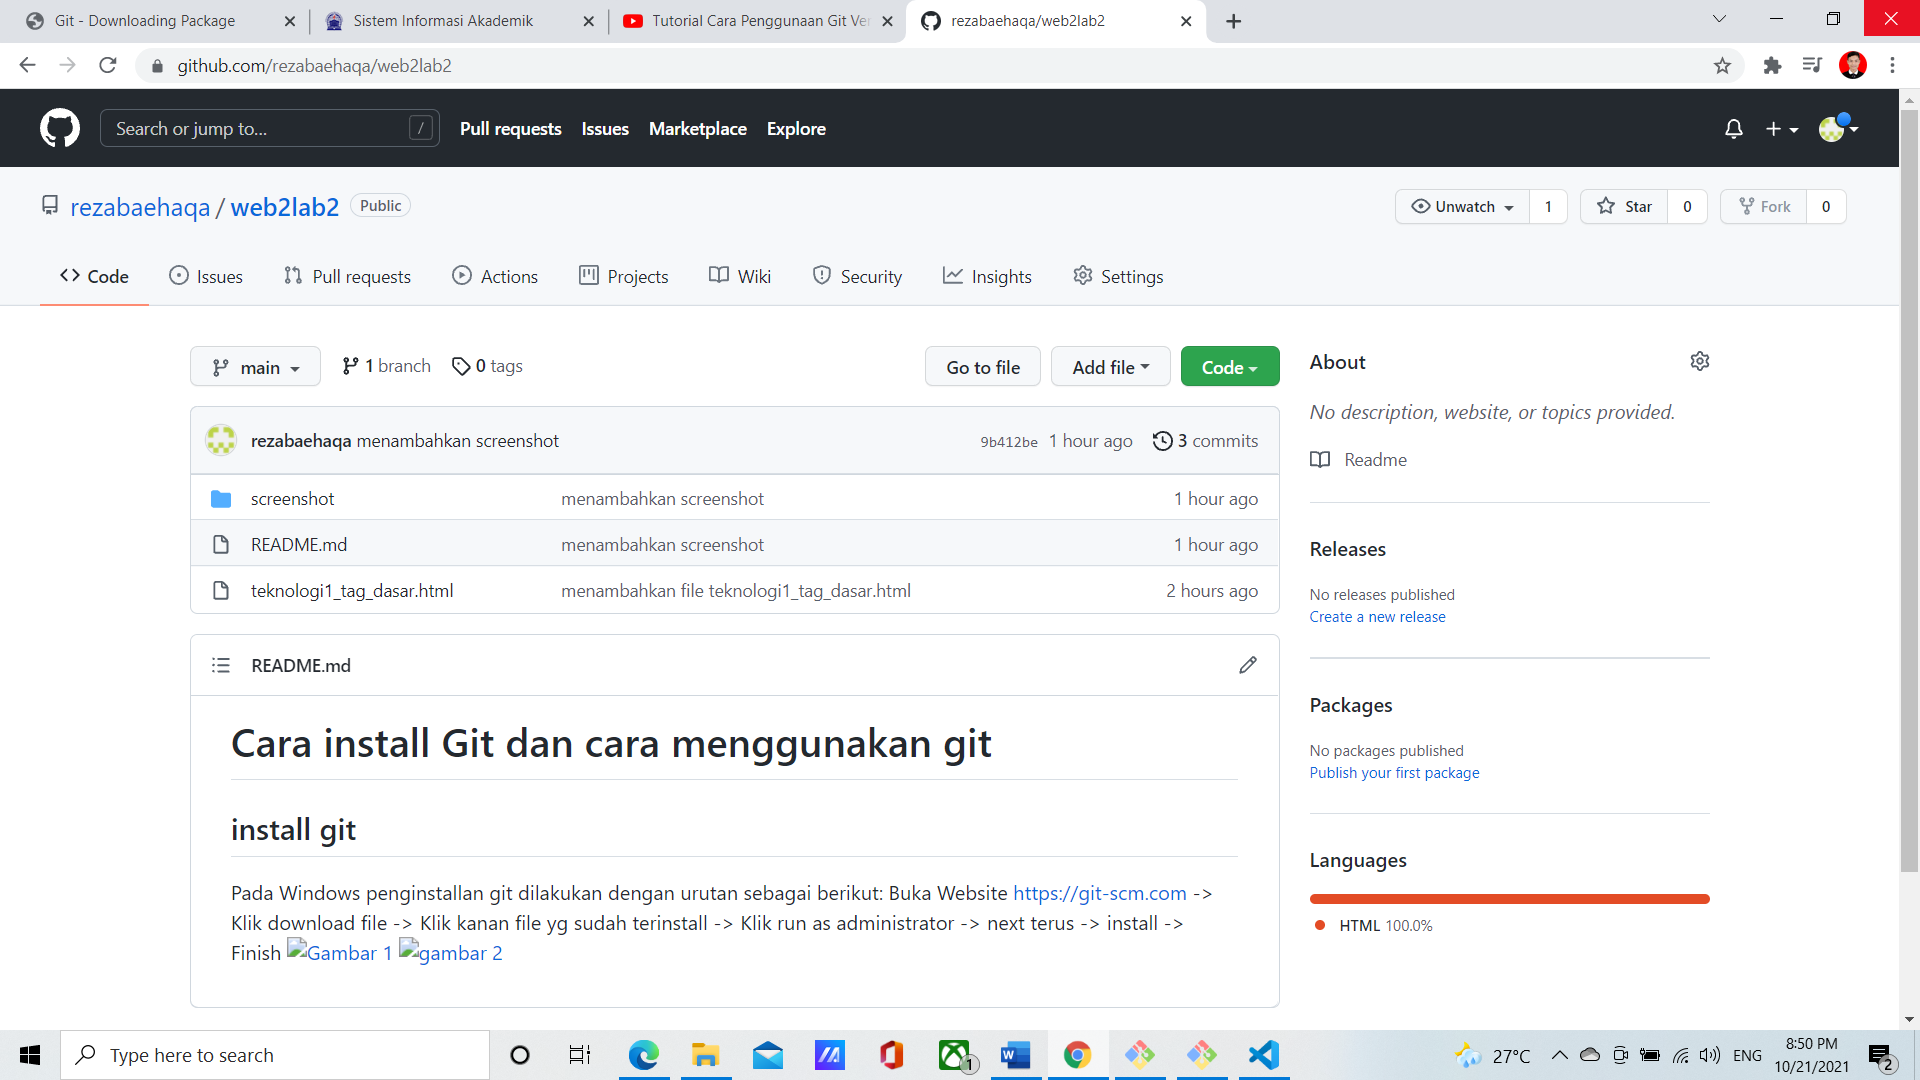 Git - Downloading Package
Sistem Informasi Akademik
Tutorial Cara Penggunaan Git Ver
rezabaehaqa/web2lab2
github.com/rezabaehaqa/web2lab2
Search or jump to... / Pull requests Issues Marketplace Explore
rezabaehaqa / web2lab2 Public
Unwatch 1 Star 0 Fork 0
Code Issues Pull requests Actions Projects Wiki Security Insights Settings
main 1 branch 0 tags Go to file Add file Code
rezabaehaqa menambahkan screenshot 9b412be 1 hour ago 3 commits
screenshot menambahkan screenshot 1 hour ago
README.md menambahkan screenshot 1 hour ago
teknologi1_tag_dasar.html menambahkan file teknologi1_tag_dasar.html 2 hours ago
README.md
Cara install Git dan cara menggunakan git
install git
Pada Windows penginstallan git dilakukan dengan urutan sebagai berikut: Buka Website https://git-scm.com ->
Klik download file -> Klik kanan file yg sudah terinstall -> Klik run as administrator -> next terus -> install ->
Finish Gambar 1 gambar 2
About
No description, website, or topics provided.
Readme
Releases
No releases published
Create a new release
Packages
No packages published
Publish your first package
Languages
HTML 100.0%
Type here to search
1
27°C
ENG
8:50 PM
10/21/2021
2